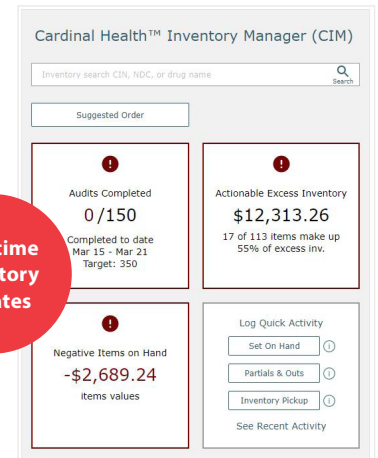 Cardinal Health™ Inventory Manager (CIM)
Inventory search CIN, NDC, or drug name
Search
Suggested Order
Audits Completed
0/150
Completed to date
Mar 15 - Mar 21
Target: 350
Actionable Excess Inventory
$12,313.26
17 of 113 items make up
55% of excess inv.
time
tory
ates
Negative Items on Hand
-$2,689.24
items values
Log Quick Activity
Set On Hand
Partials & Outs
Inventory Pickup
See Recent Activity